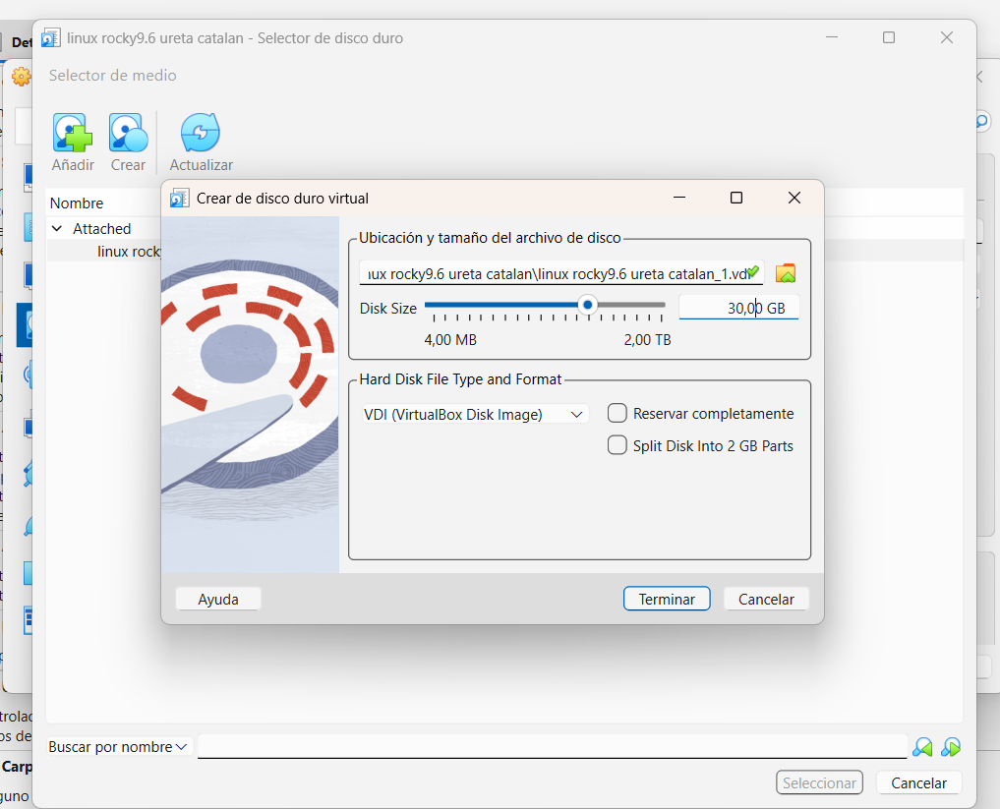 Det
linux rocky9.6 ureta catalan - Selector de disco duro
Selector de medio
Añadir
Crear
Actualizar
Nombre
Attached
linux rock
Crear de disco duro virtual
Ubicación y tamaño del archivo de disco
ux rocky9.6 ureta catalan\linux rocky9.6 ureta catalan_1.vdi
Disk Size
30,00 GB
4,00 MB
2,00 TB
Hard Disk File Type and Format
VDI (VirtualBox Disk Image)
Reservar completamente
Split Disk Into 2 GB Parts
Ayuda
Terminar
Cancelar
trolad
os de
Buscar por nombre
Carp
guno
Seleccionar
Cancelar